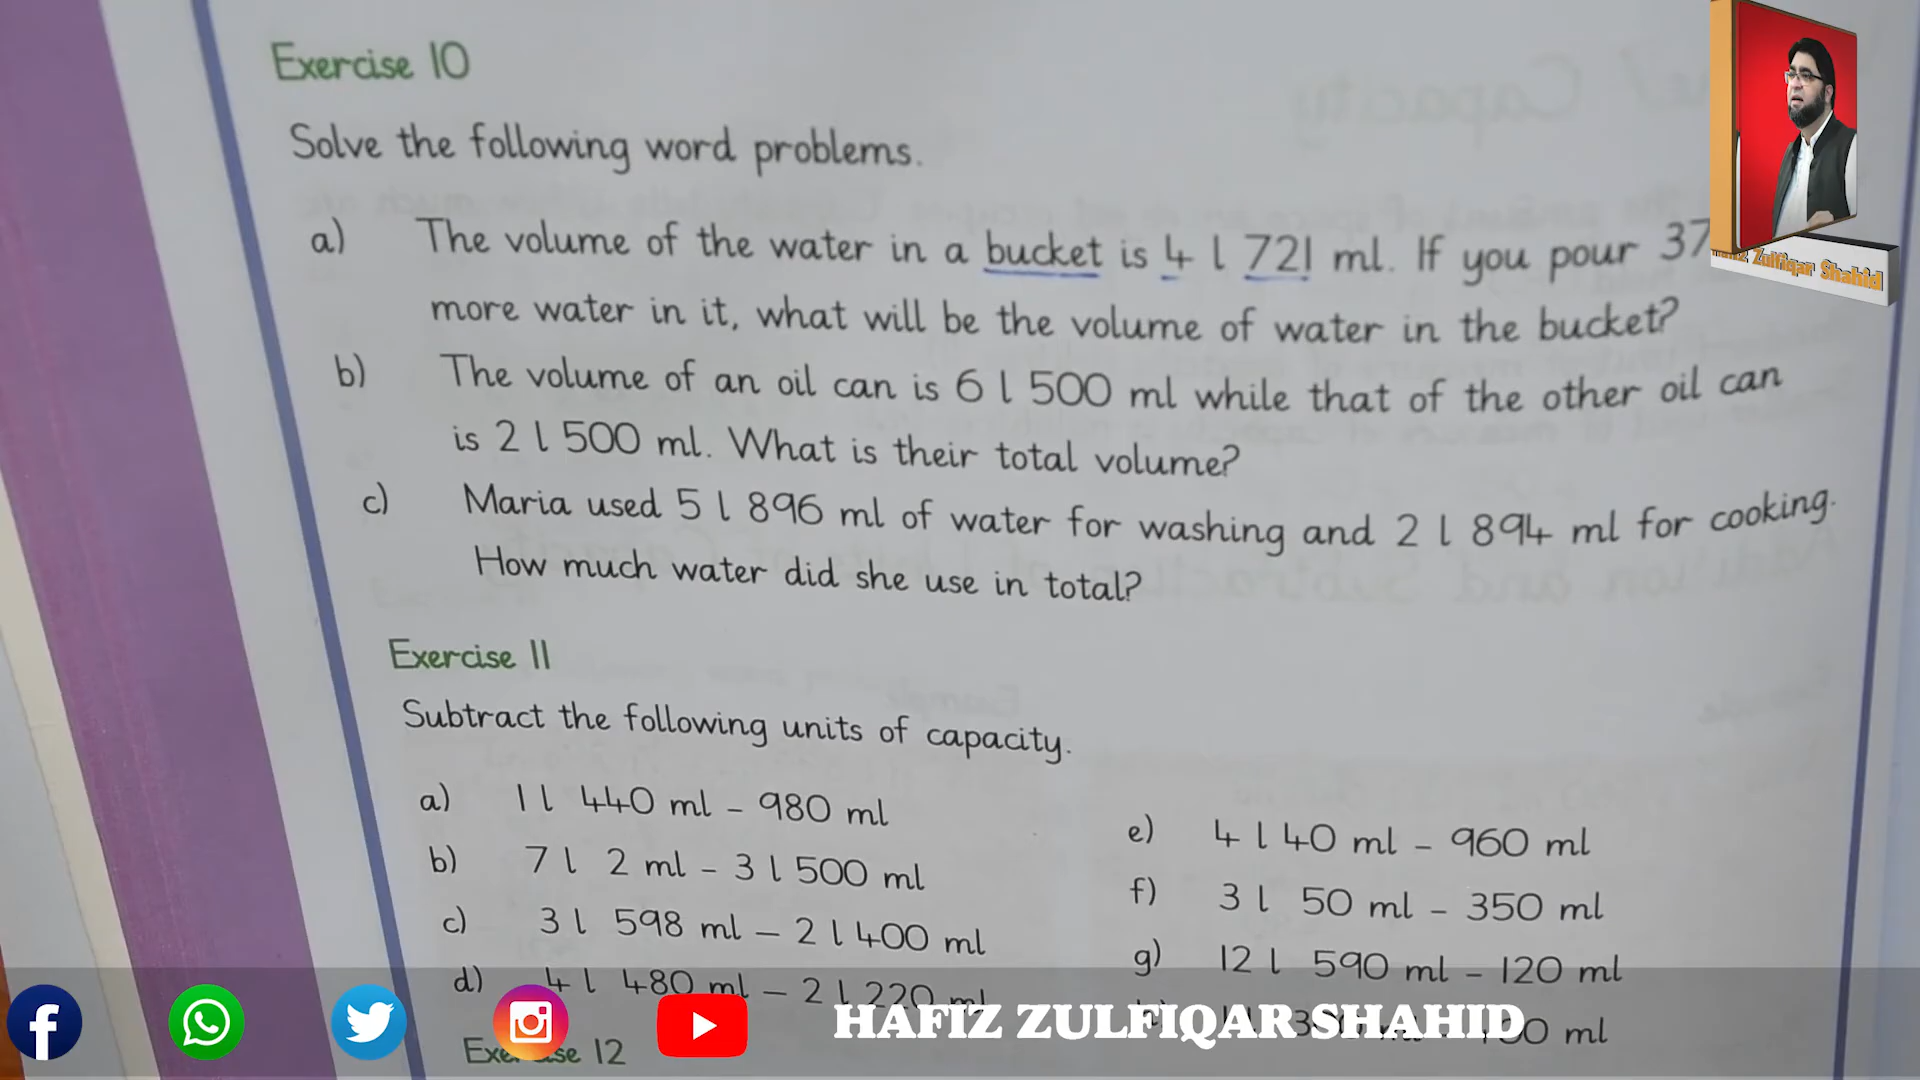 Exercise 10
Solve the following word problems.
a) The volume of the water in a bucket is 4 l 721 ml. If you pour 37
more water in it, what will be the volume of water in the bucket?
b) The volume of an oil can is 6 l 500 ml while that of the other oil can
is 2 l 500 ml. What is their total volume?
c) Maria used 5 l 896 ml of water for washing and 2 l 894 ml for cooking.
How much water did she use in total?
Exercise 11
Subtract the following units of capacity.
a) 1 l 440 ml - 980 ml
b) 7 l 2 ml - 3 l 500 ml
c) 3 l 598 ml - 2 l 400 ml
d) 4 l 480 ml - 2 l 220 ml
e) 4 l 40 ml - 960 ml
f) 3 l 50 ml - 350 ml
g) 12 l 590 ml - 120 ml
00 ml
Exercise 12
Zulfiqar Shahid
HAFIZ ZULFIQAR SHAHID